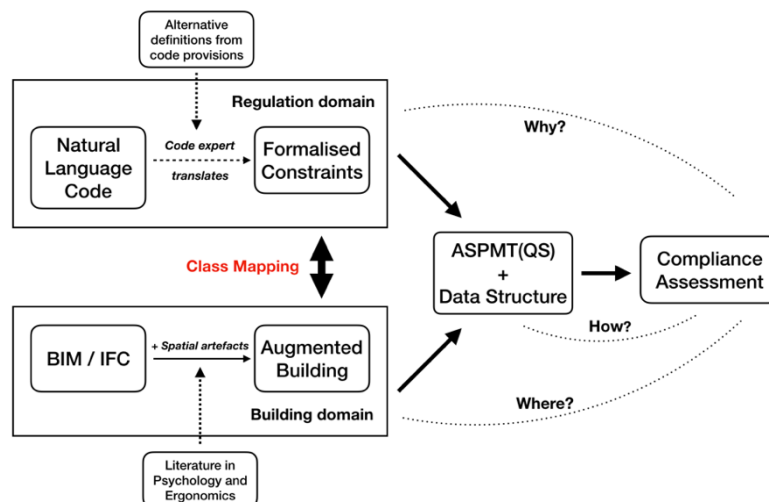 Alternative
definitions from
code provisions
Regulation domain
Natural
Language
Code
Code expert
translates
Formalised
Constraints
Why?
Class Mapping
ASPMT(QS)
+
Data Structure
Compliance
Assessment
How?
BIM / IFC
+ Spatial artefacts
Augmented
Building
Building domain
Where?
Literature in
Psychology and
Ergonomics